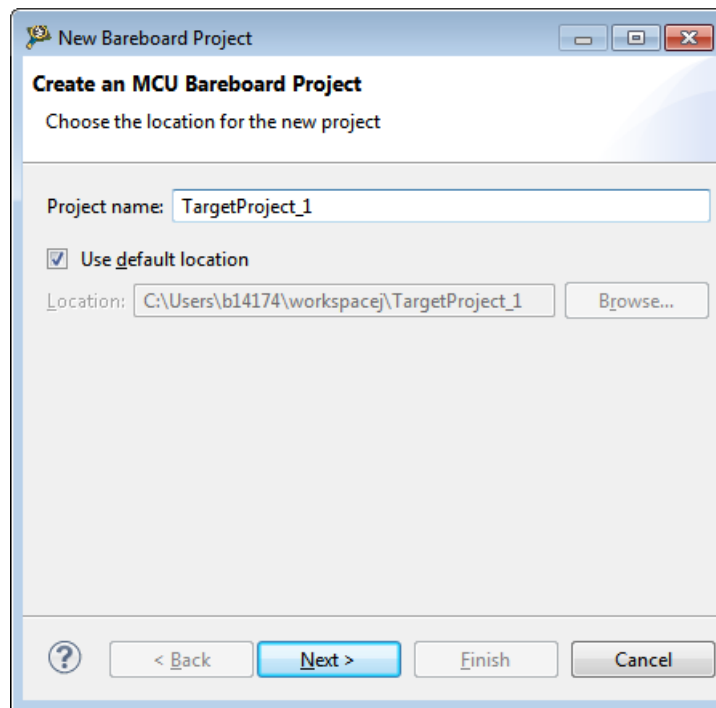 New Bareboard Project
Create an MCU Bareboard Project
Choose the location for the new project
Project name: TargetProject_1
Use default location
Location: C:\Users\b14174\workspacej\TargetProject_1 Browse...
? < Back Next > Finish Cancel